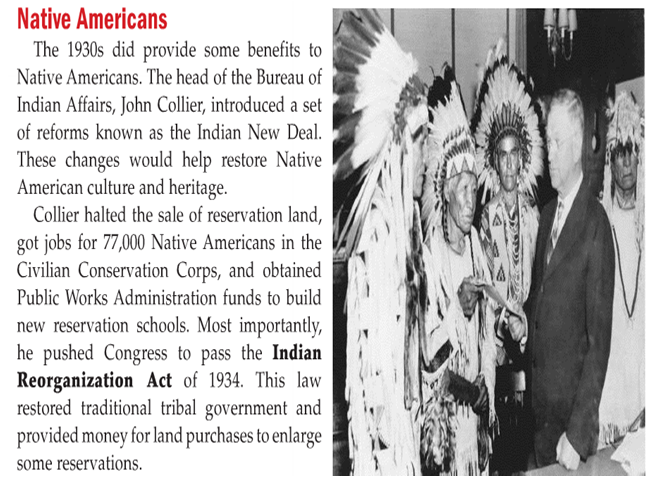 Native Americans
The 1930s did provide some benefits to
Native Americans. The head of the Bureau of
Indian Affairs, John Collier, introduced a set
of reforms known as the Indian New Deal.
These changes would help restore Native
American culture and heritage.
Collier halted the sale of reservation land,
got jobs for 77,000 Native Americans in the
Civilian Conservation Corps, and obtained
Public Works Administration funds to build
new reservation schools. Most importantly,
he pushed Congress to pass the Indian
Reorganization Act of 1934. This law
restored traditional tribal government and
provided money for land purchases to enlarge
some reservations.